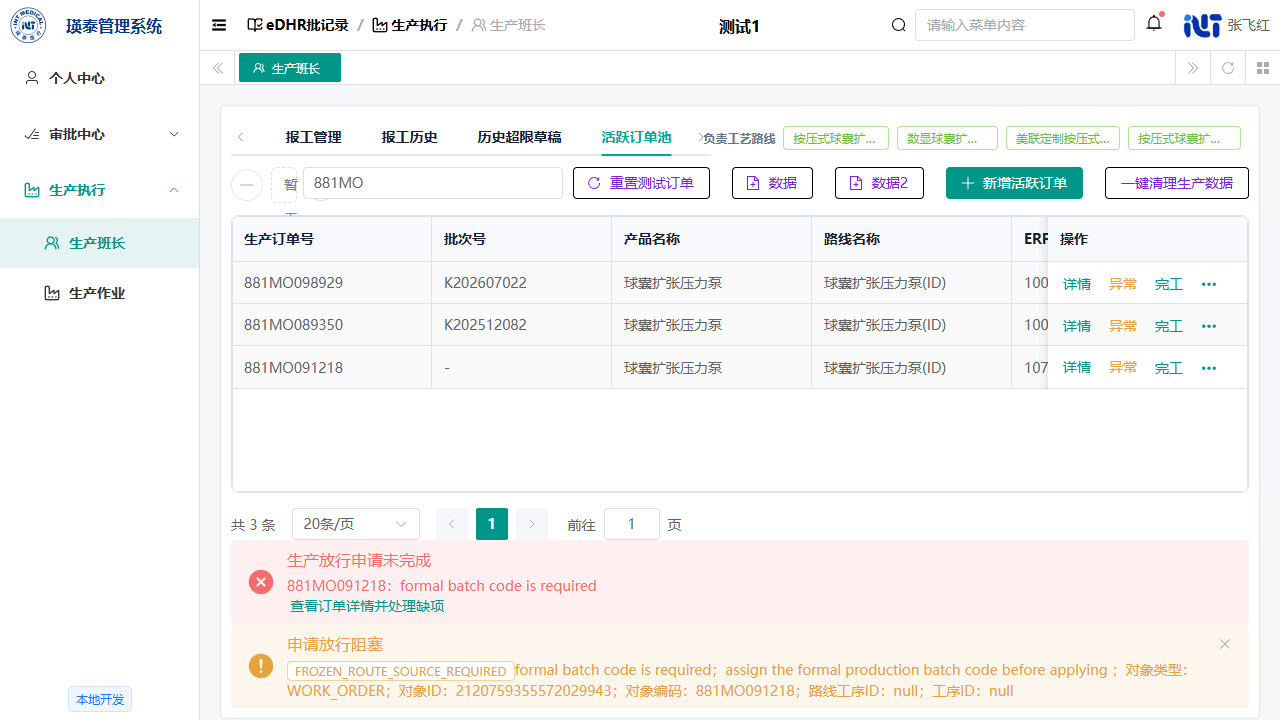 瑛泰管理系统
eDHR批记录 / 生产执行 / 生产班长
测试1
请输入菜单内容
张飞红
个人中心
审批中心
生产执行
生产班长
生产作业
本地开发
生产班长
报工管理 报工历史 历史超限草稿 活跃订单池
负责工艺路线 按压式球囊扩... 数显球囊扩... 美联定制按压式... 按压式球囊扩...
暂
881MO
重置测试订单 数据 数据2 新增活跃订单 一键清理生产数据
生产订单号 批次号 产品名称 路线名称 ERP 操作
881MO098929 K202607022 球囊扩张压力泵 球囊扩张压力泵(ID) 100 详情 异常 完工 •••
881MO089350 K202512082 球囊扩张压力泵 球囊扩张压力泵(ID) 100 详情 异常 完工 •••
881MO091218 - 球囊扩张压力泵 球囊扩张压力泵(ID) 107 详情 异常 完工 •••
共 3 条 20条/页 1 前往 1 页
生产放行申请未完成
881MO091218：formal batch code is required
查看订单详情并处理缺项
申请放行阻塞
FROZEN_ROUTE_SOURCE_REQUIRED formal batch code is required；assign the formal production batch code before applying；对象类型：
WORK_ORDER；对象ID：2120759355572029943；对象编码：881MO091218；路线工序ID：null；工序ID：null